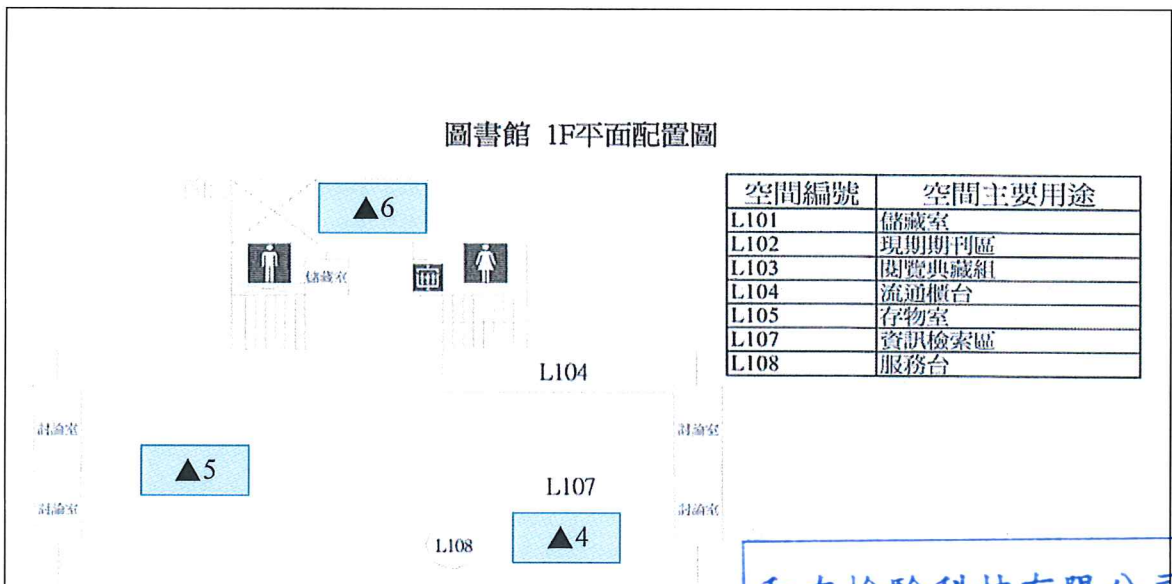 圖書館 1F平面配置圖
▲6
儲藏室
空間編號 空間主要用途
L101 儲藏室
L102 現期期刊區
L103 閱覽典藏組
L104 流通櫃台
L105 存物室
L107 資訊檢索區
L108 服務台
L104
討論室
討論室
▲5
L107
討論室
討論室
L108
▲4